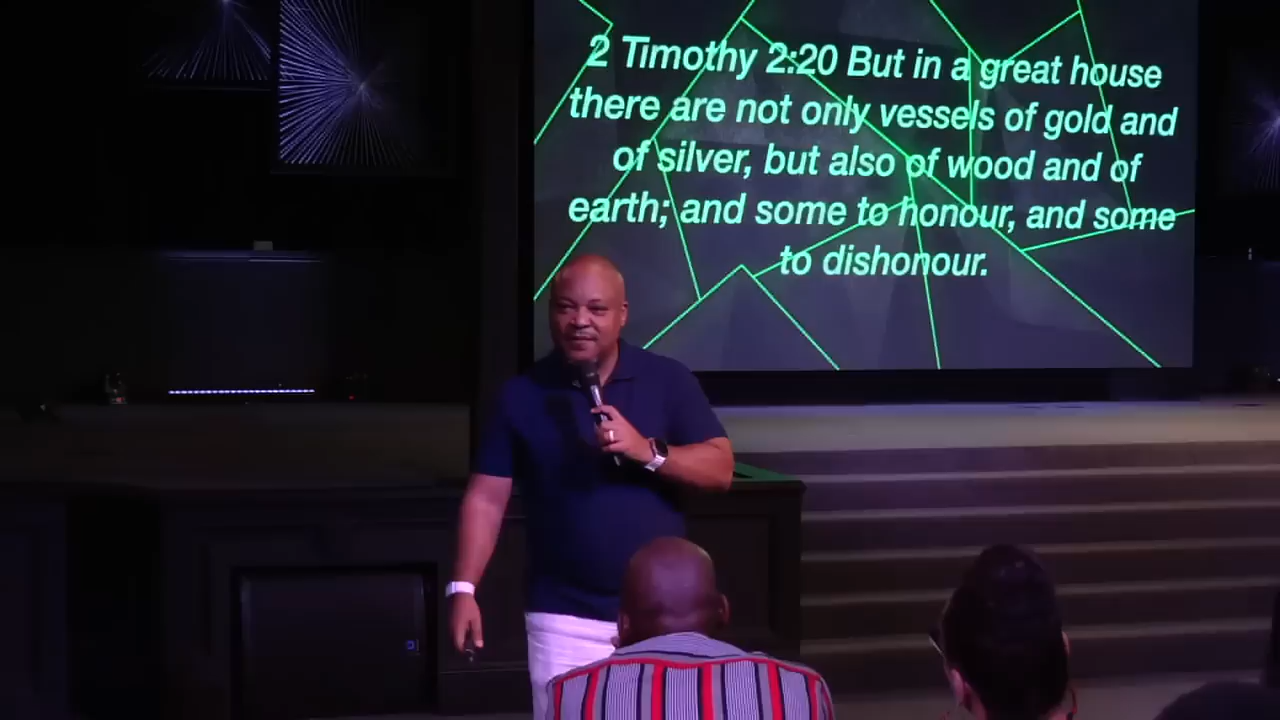 2 Timothy 2:20 But in a great house
there are not only vessels of gold and
of silver, but also of wood and of
earth; and some to honour, and some
to dishonour.